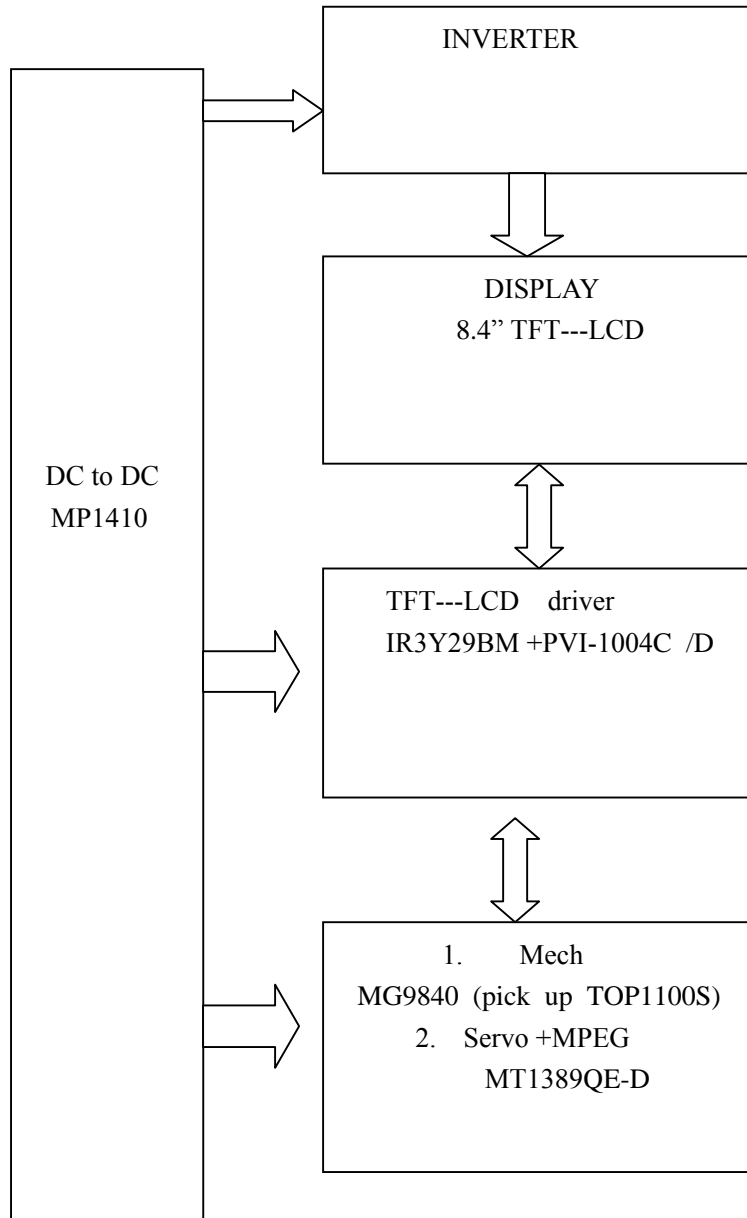 INVERTER
DISPLAY
8.4” TFT---LCD
DC to DC
MP1410
TFT---LCD driver
IR3Y29BM +PVI-1004C /D
1. Mech
MG9840 (pick up TOP1100S)
2. Servo +MPEG
MT1389QE-D